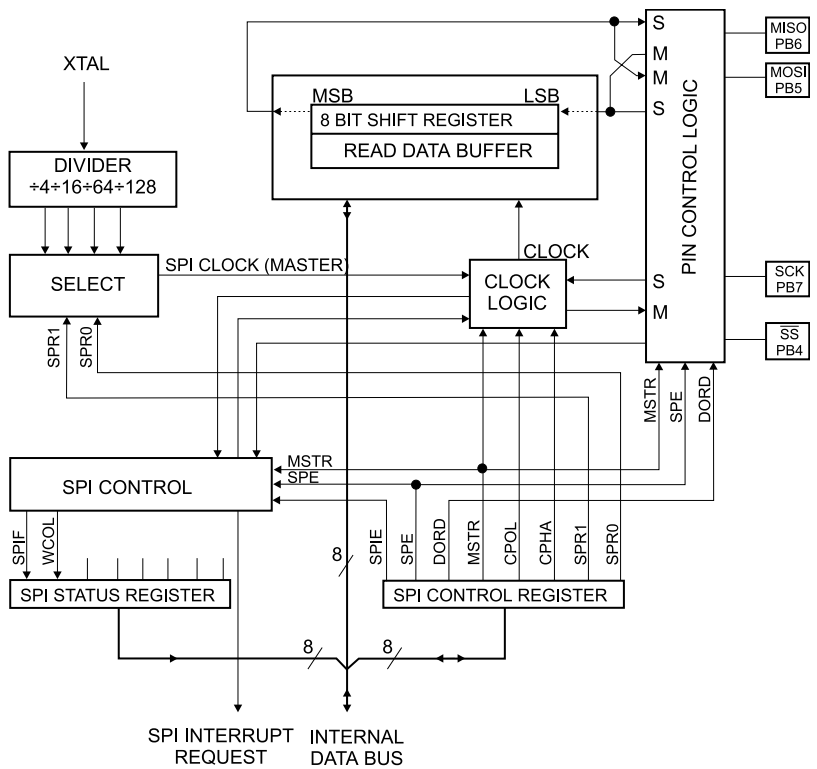 XTAL
DIVIDER
÷4÷16÷64÷128
SELECT
SPI CLOCK (MASTER)
SPR1
SPR0
MSB
LSB
8 BIT SHIFT REGISTER
READ DATA BUFFER
CLOCK
CLOCK
LOGIC
S
M
M
S
S
M
PIN CONTROL LOGIC
MISO
PB6
MOSI
PB5
SCK
PB7
SS
PB4
MSTR
SPE
DORD
SPI CONTROL
MSTR
SPE
SPIF
WCOL
SPI STATUS REGISTER
SPIE
SPE
DORD
MSTR
CPOL
CPHA
SPR1
SPR0
SPI CONTROL REGISTER
8
8
8
SPI INTERRUPT
REQUEST
INTERNAL
DATA BUS